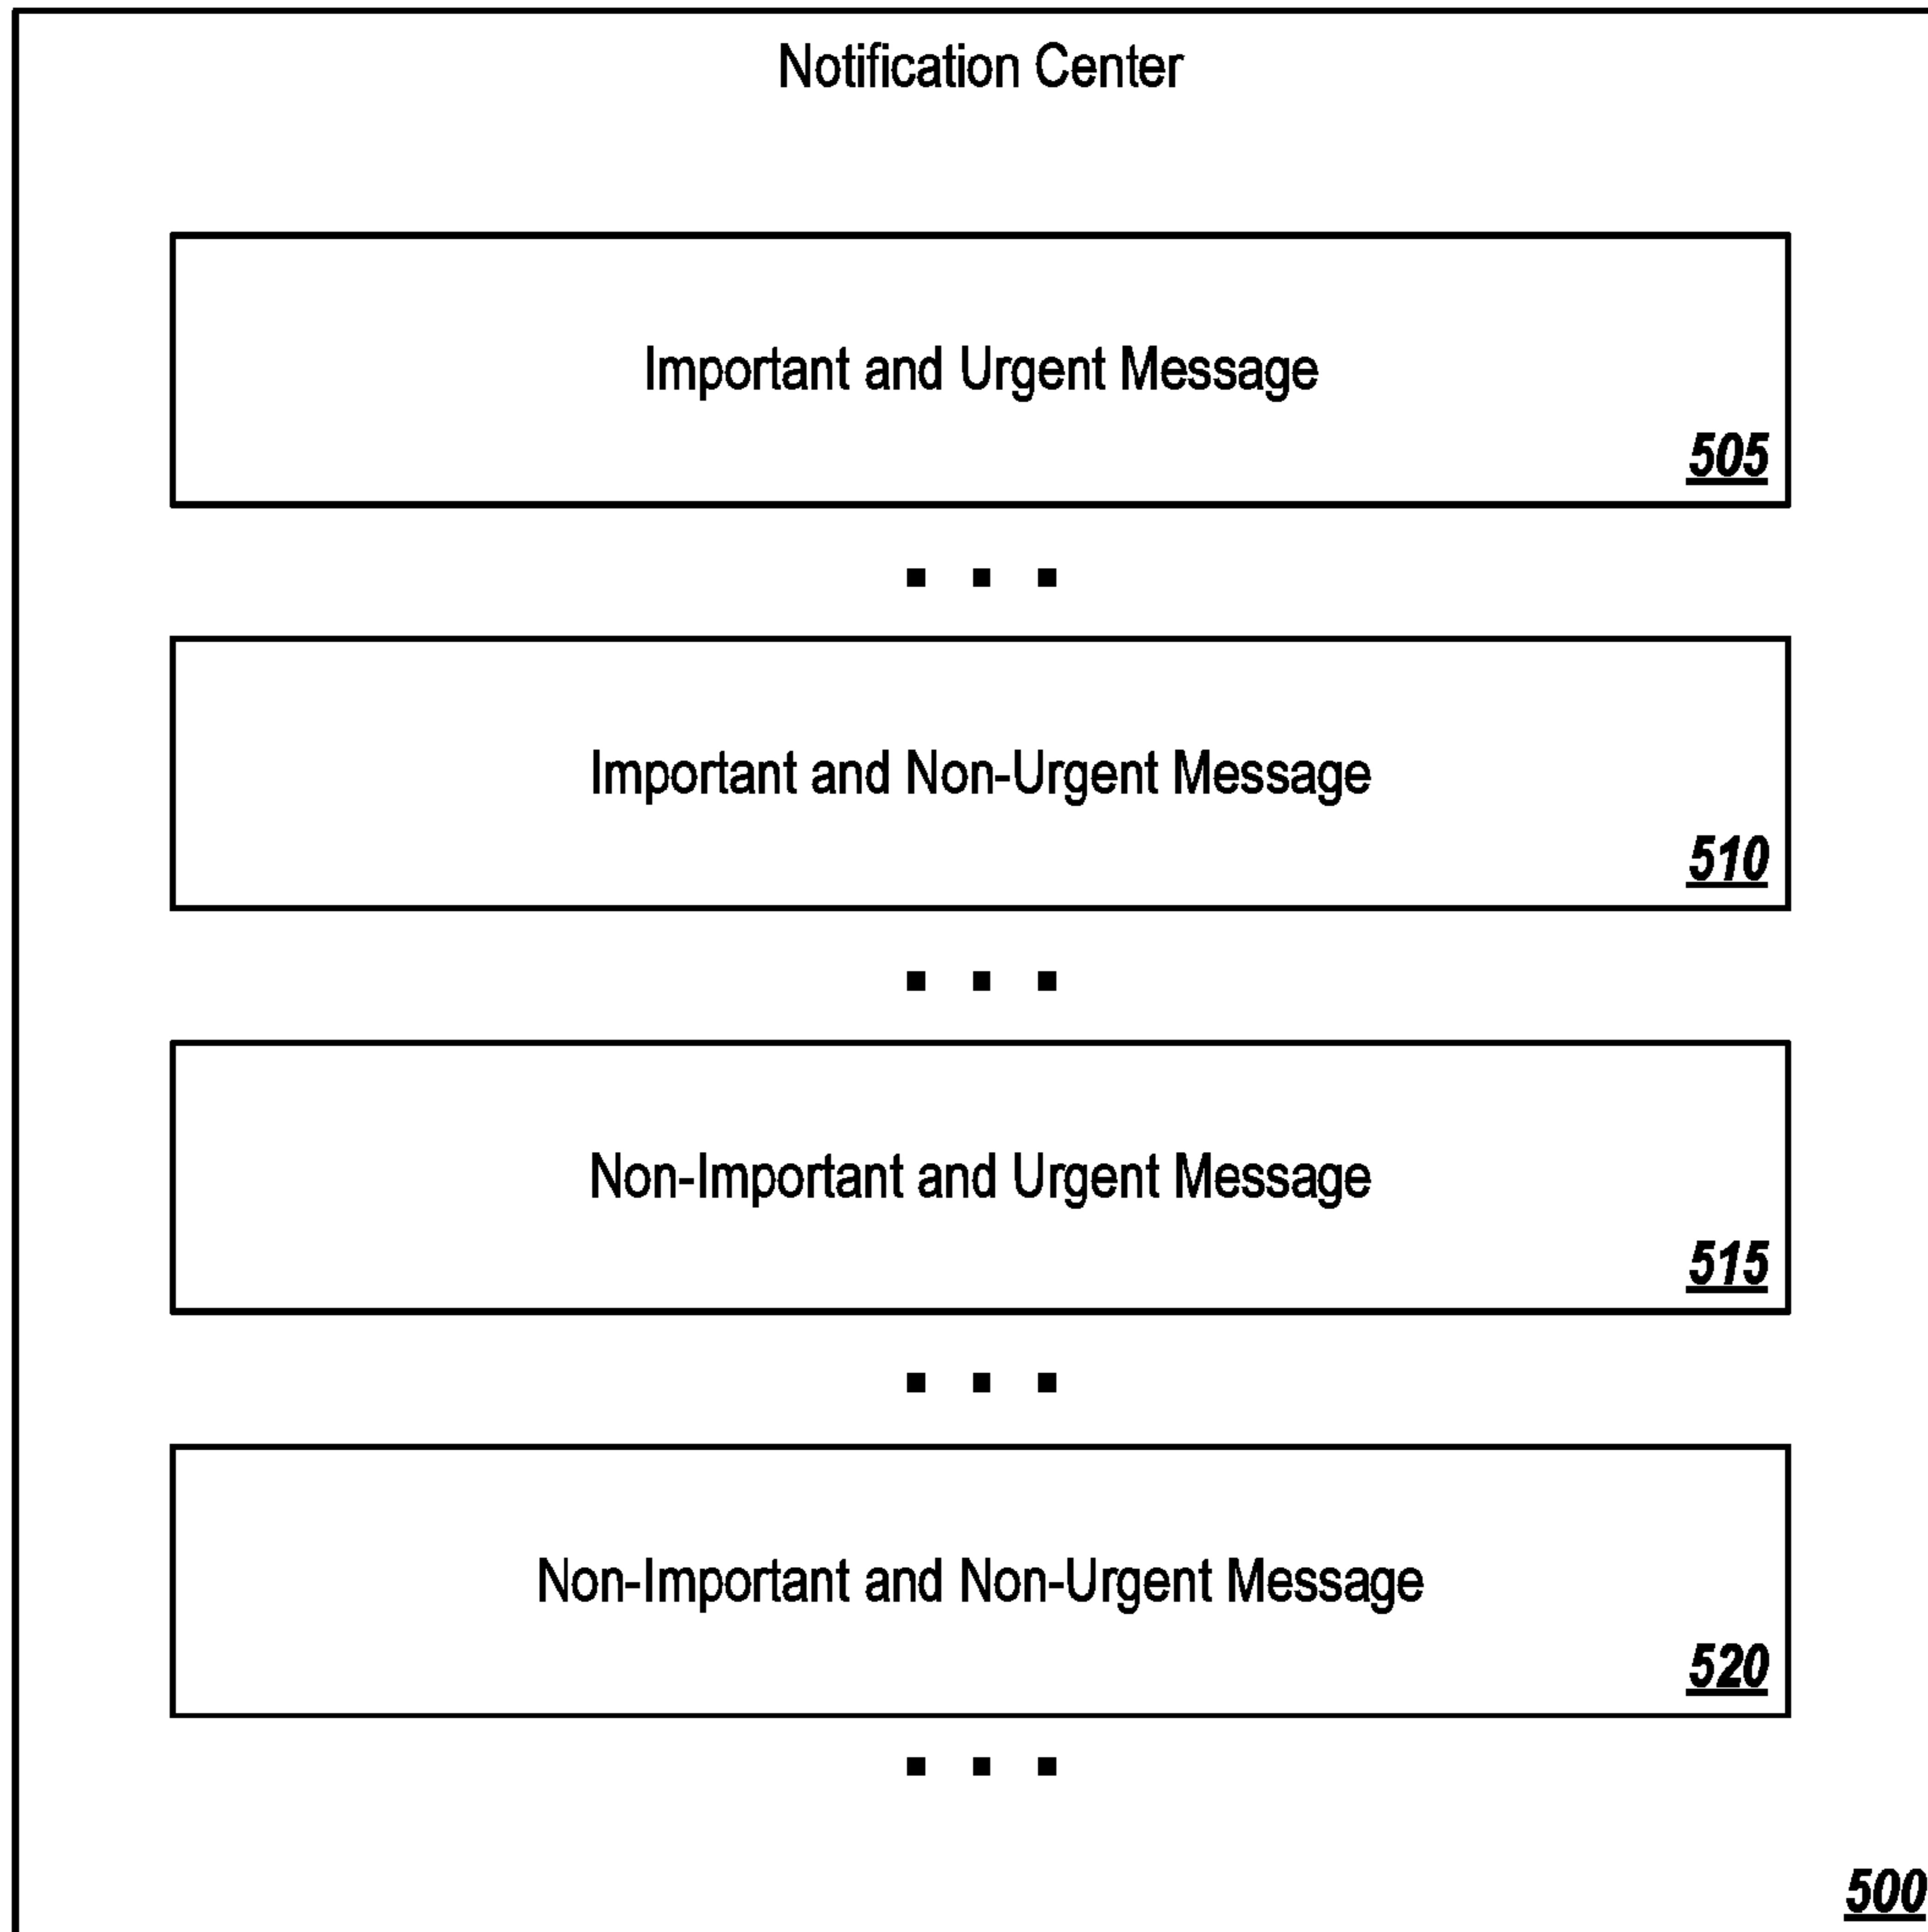 Notification Center
Important and Urgent Message
505
. . .
Important and Non-Urgent Message
510
. . .
Non-Important and Urgent Message
515
. . .
Non-Important and Non-Urgent Message
520
. . .
500